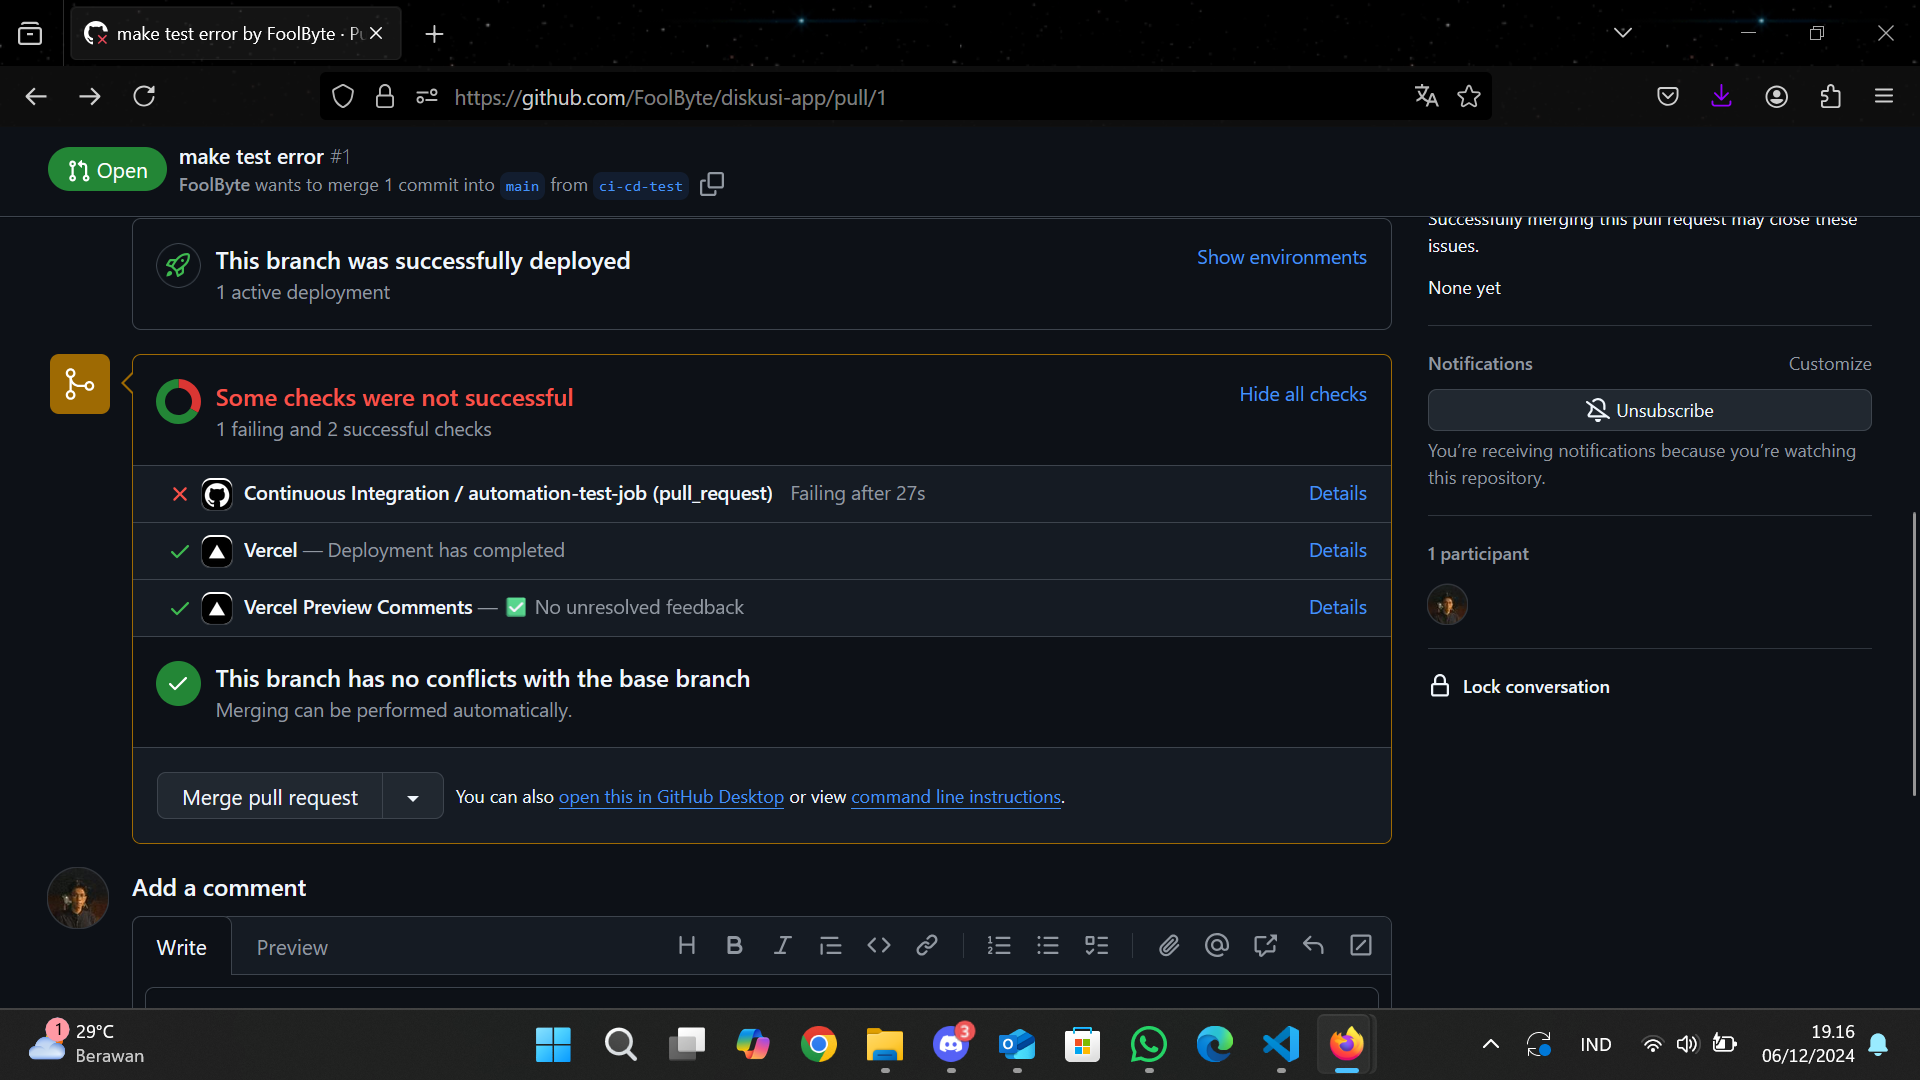 make test error by FoolByte · Pu
https://github.com/FoolByte/diskusi-app/pull/1
Open
make test error #1
FoolByte wants to merge 1 commit into main from ci-cd-test
This branch was successfully deployed
1 active deployment
Show environments
Some checks were not successful
1 failing and 2 successful checks
Hide all checks
Continuous Integration / automation-test-job (pull_request) Failing after 27s
Details
Vercel — Deployment has completed
Details
Vercel Preview Comments — ✅ No unresolved feedback
Details
This branch has no conflicts with the base branch
Merging can be performed automatically.
Merge pull request
You can also open this in GitHub Desktop or view command line instructions.
Add a comment
Write
Preview
Successfully merging this pull request may close these
issues.
None yet
Notifications
Customize
Unsubscribe
You're receiving notifications because you're watching
this repository.
1 participant
Lock conversation
1
29°C
Berawan
3
IND
19.16
06/12/2024